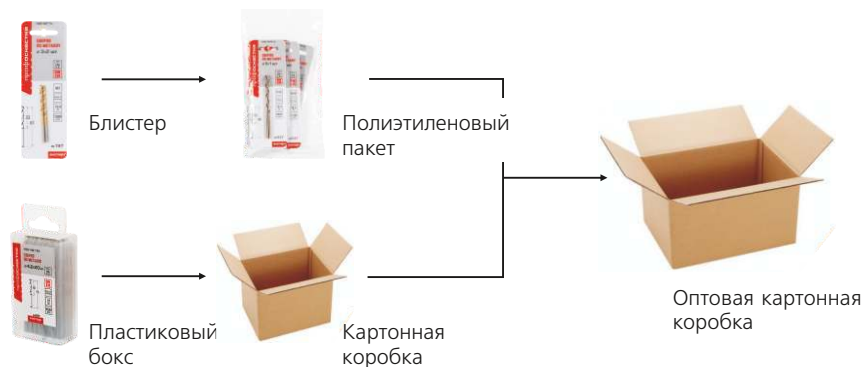 Блистер
Полиэтиленовый
пакет
Пластиковый
бокс
Картонная
коробка
Оптовая картонная
коробка